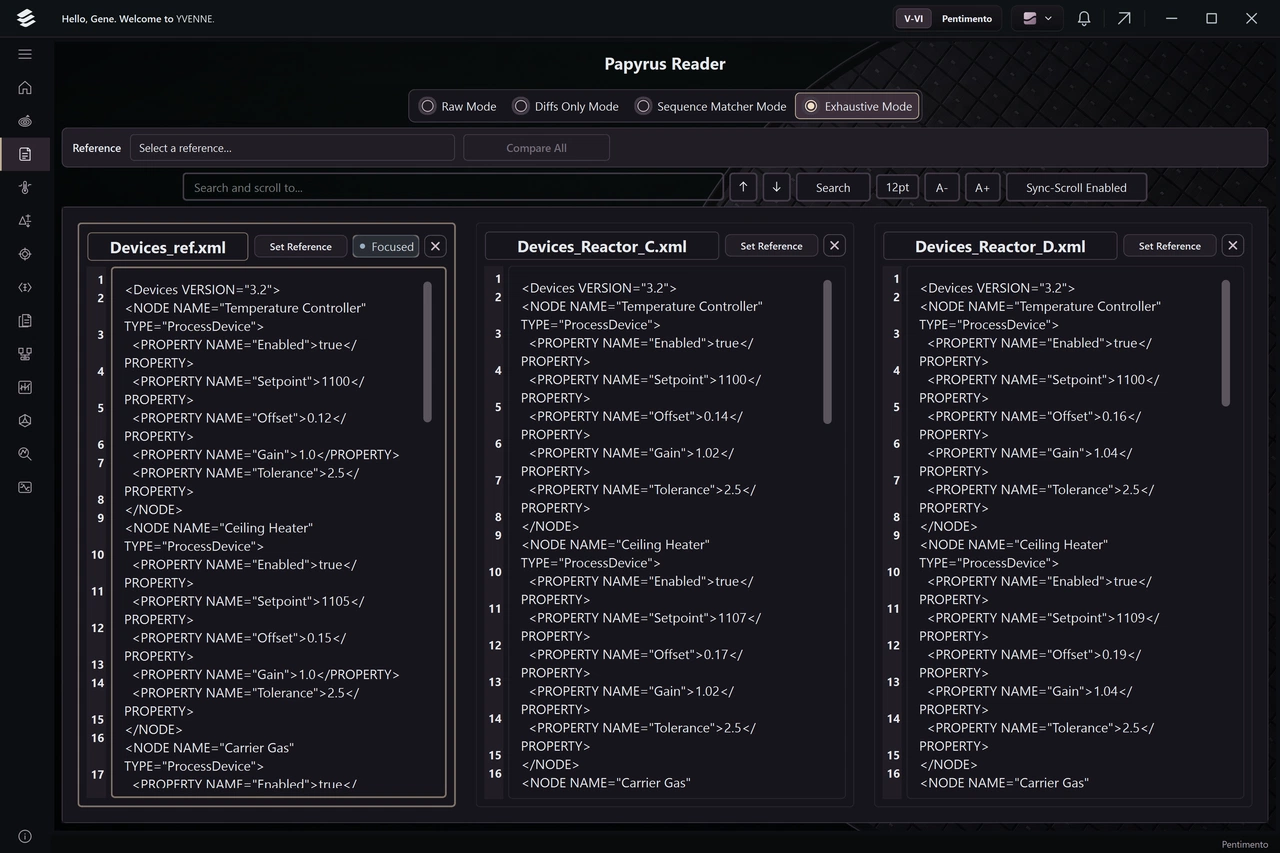 Hello, Gene. Welcome to YVENNE.
V-VI Pentimento
Papyrus Reader
Raw Mode Diffs Only Mode Sequence Matcher Mode Exhaustive Mode
Reference Select a reference... Compare All
Search and scroll to... ↑ ↓ Search 12pt A- A+ Sync-Scroll Enabled
Devices_ref.xml Set Reference Focused
1 <Devices VERSION="3.2">
2 <NODE NAME="Temperature Controller"
TYPE="ProcessDevice">
3 <PROPERTY NAME="Enabled">true</
PROPERTY>
4 <PROPERTY NAME="Setpoint">1100</
PROPERTY>
5 <PROPERTY NAME="Offset">0.12</
PROPERTY>
6 <PROPERTY NAME="Gain">1.0</PROPERTY>
7 <PROPERTY NAME="Tolerance">2.5</
PROPERTY>
8 </NODE>
9 <NODE NAME="Ceiling Heater"
TYPE="ProcessDevice">
10 <PROPERTY NAME="Enabled">true</
PROPERTY>
11 <PROPERTY NAME="Setpoint">1105</
PROPERTY>
12 <PROPERTY NAME="Offset">0.15</
PROPERTY>
13 <PROPERTY NAME="Gain">1.0</PROPERTY>
14 <PROPERTY NAME="Tolerance">2.5</
PROPERTY>
15 </NODE>
16 <NODE NAME="Carrier Gas"
TYPE="ProcessDevice">
17 <PROPERTY NAME="Enabled">true</
Devices_Reactor_C.xml Set Reference
1 <Devices VERSION="3.2">
2 <NODE NAME="Temperature Controller"
TYPE="ProcessDevice">
3 <PROPERTY NAME="Enabled">true</
PROPERTY>
4 <PROPERTY NAME="Setpoint">1100</
PROPERTY>
5 <PROPERTY NAME="Offset">0.14</
PROPERTY>
6 <PROPERTY NAME="Gain">1.02</
PROPERTY>
7 <PROPERTY NAME="Tolerance">2.5</
PROPERTY>
8 </NODE>
9 <NODE NAME="Ceiling Heater"
TYPE="ProcessDevice">
10 <PROPERTY NAME="Enabled">true</
PROPERTY>
11 <PROPERTY NAME="Setpoint">1107</
PROPERTY>
12 <PROPERTY NAME="Offset">0.17</
PROPERTY>
13 <PROPERTY NAME="Gain">1.02</
PROPERTY>
14 <PROPERTY NAME="Tolerance">2.5</
PROPERTY>
15 </NODE>
16 <NODE NAME="Carrier Gas"
Devices_Reactor_D.xml Set Reference
1 <Devices VERSION="3.2">
2 <NODE NAME="Temperature Controller"
TYPE="ProcessDevice">
3 <PROPERTY NAME="Enabled">true</
PROPERTY>
4 <PROPERTY NAME="Setpoint">1100</
PROPERTY>
5 <PROPERTY NAME="Offset">0.16</
PROPERTY>
6 <PROPERTY NAME="Gain">1.04</
PROPERTY>
7 <PROPERTY NAME="Tolerance">2.5</
PROPERTY>
8 </NODE>
9 <NODE NAME="Ceiling Heater"
TYPE="ProcessDevice">
10 <PROPERTY NAME="Enabled">true</
PROPERTY>
11 <PROPERTY NAME="Setpoint">1109</
PROPERTY>
12 <PROPERTY NAME="Offset">0.19</
PROPERTY>
13 <PROPERTY NAME="Gain">1.04</
PROPERTY>
14 <PROPERTY NAME="Tolerance">2.5</
PROPERTY>
15 </NODE>
16 <NODE NAME="Carrier Gas"
Pentimento